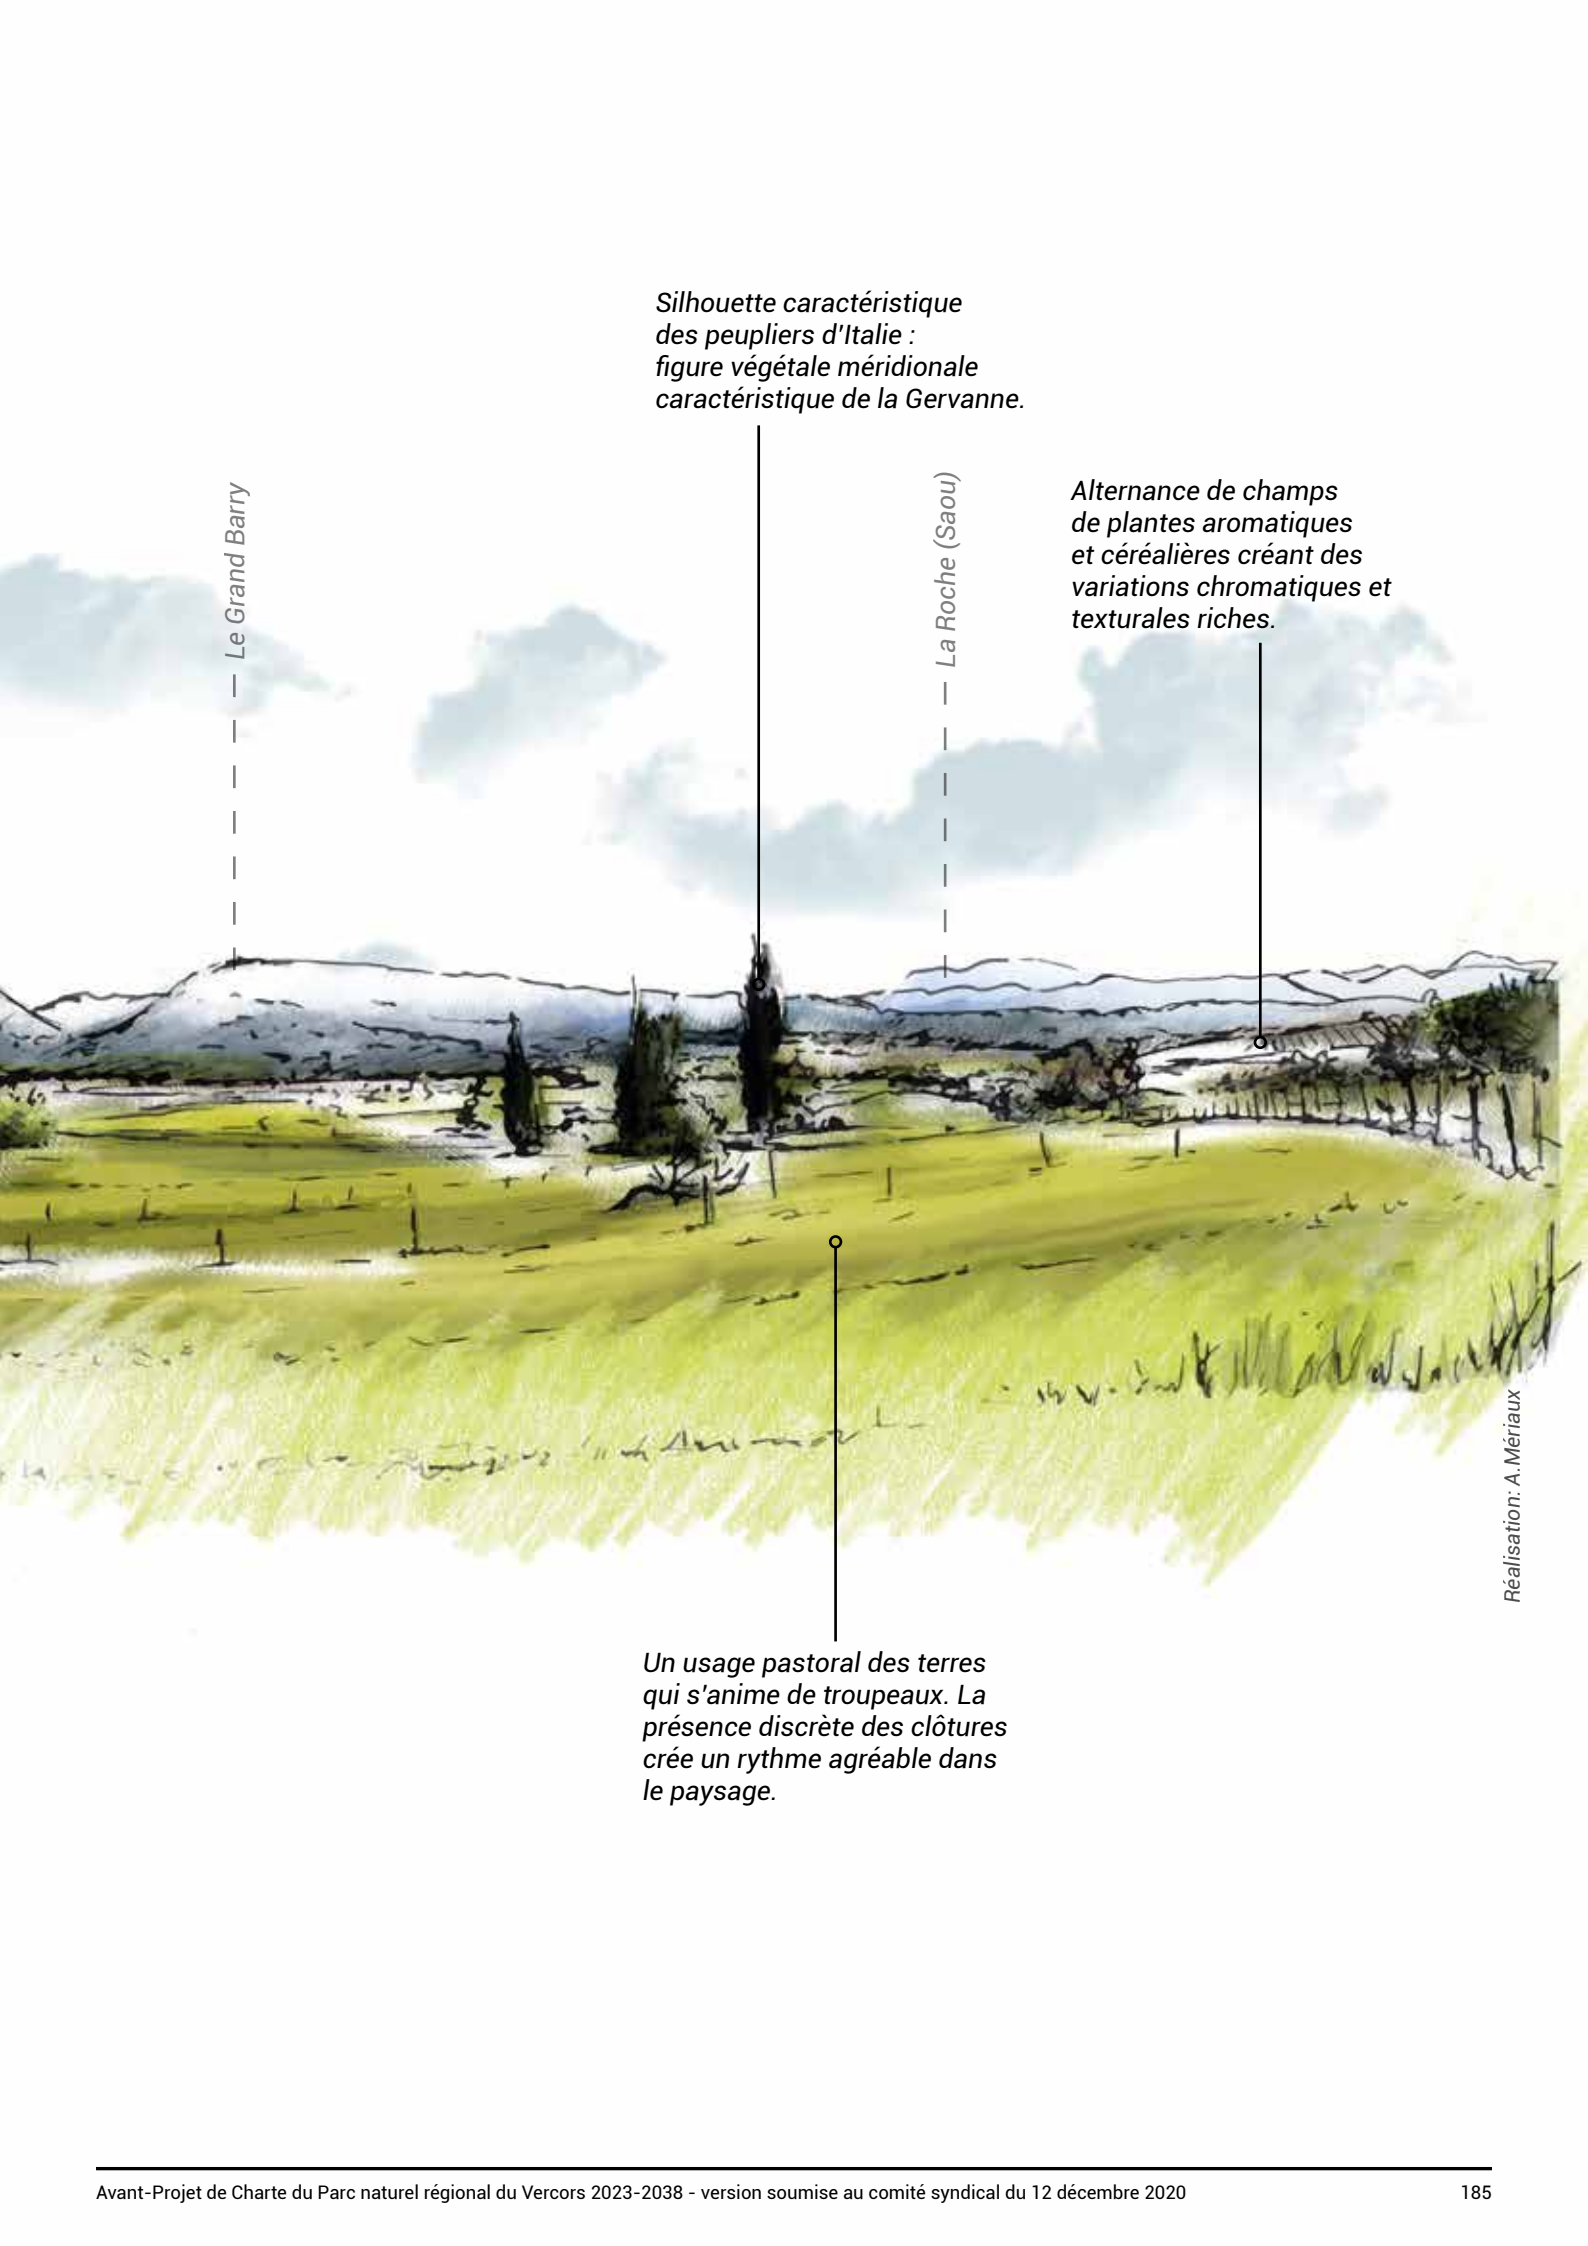 Silhouette caractéristique
des peupliers d'Italie :
figure végétale méridionale
caractéristique de la Gervanne.
Le Grand Barry
La Roche (Saou)
Alternance de champs
de plantes aromatiques
et céréalières créant des
variations chromatiques et
texturales riches.
Réalisation: A.Mériaux
Un usage pastoral des terres
qui s'anime de troupeaux. La
présence discrète des clôtures
crée un rythme agréable dans
le paysage.
Avant-Projet de Charte du Parc naturel régional du Vercors 2023-2038 - version soumise au comité syndical du 12 décembre 2020
185